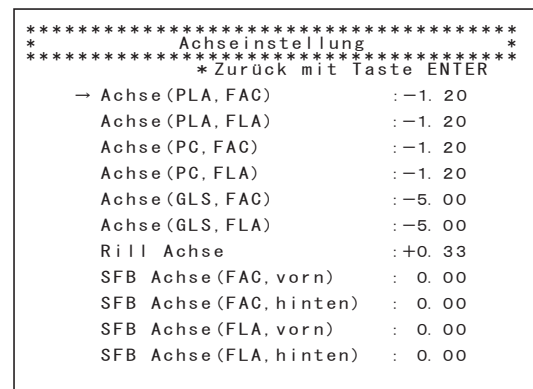 ****************************************
* Achseinstellung *
****************************************
*Zurück mit Taste ENTER
→ Achse(PLA,FAC) :−1. 20
Achse(PLA,FLA) :−1. 20
Achse(PC,FAC) :−1. 20
Achse(PC,FLA) :−1. 20
Achse(GLS,FAC) :−5. 00
Achse(GLS,FLA) :−5. 00
Rill Achse :+0. 33
SFB Achse(FAC,vorn) : 0. 00
SFB Achse(FAC,hinten) : 0. 00
SFB Achse(FLA,vorn) : 0. 00
SFB Achse(FLA,hinten) : 0. 00